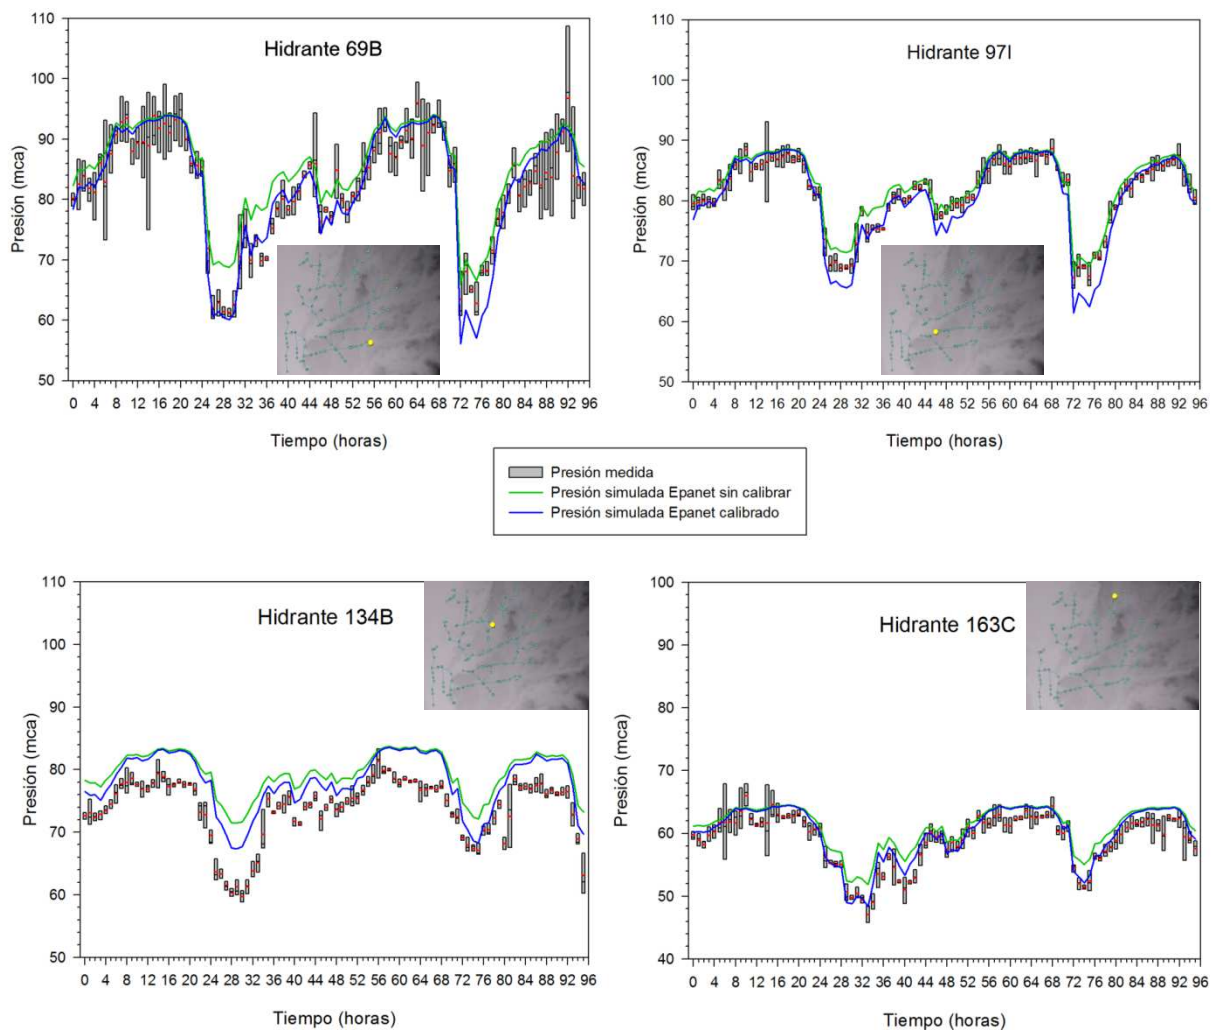 Hidrante 69B
Presión (mca)
110
100
90
80
70
60
50
0 4 8 12 16 20 24 28 32 36 40 44 48 52 56 60 64 68 72 76 80 84 88 92 96
Tiempo (horas)
Hidrante 97I
Presión (mca)
110
100
90
80
70
60
50
0 4 8 12 16 20 24 28 32 36 40 44 48 52 56 60 64 68 72 76 80 84 88 92 96
Tiempo (horas)
Presión medida
Presión simulada Epanet sin calibrar
Presión simulada Epanet calibrado
Hidrante 134B
Presión (mca)
110
100
90
80
70
60
50
0 4 8 12 16 20 24 28 32 36 40 44 48 52 56 60 64 68 72 76 80 84 88 92 96
Tiempo (horas)
Hidrante 163C
Presión (mca)
100
90
80
70
60
50
40
0 4 8 12 16 20 24 28 32 36 40 44 48 52 56 60 64 68 72 76 80 84 88 92 96
Tiempo (horas)